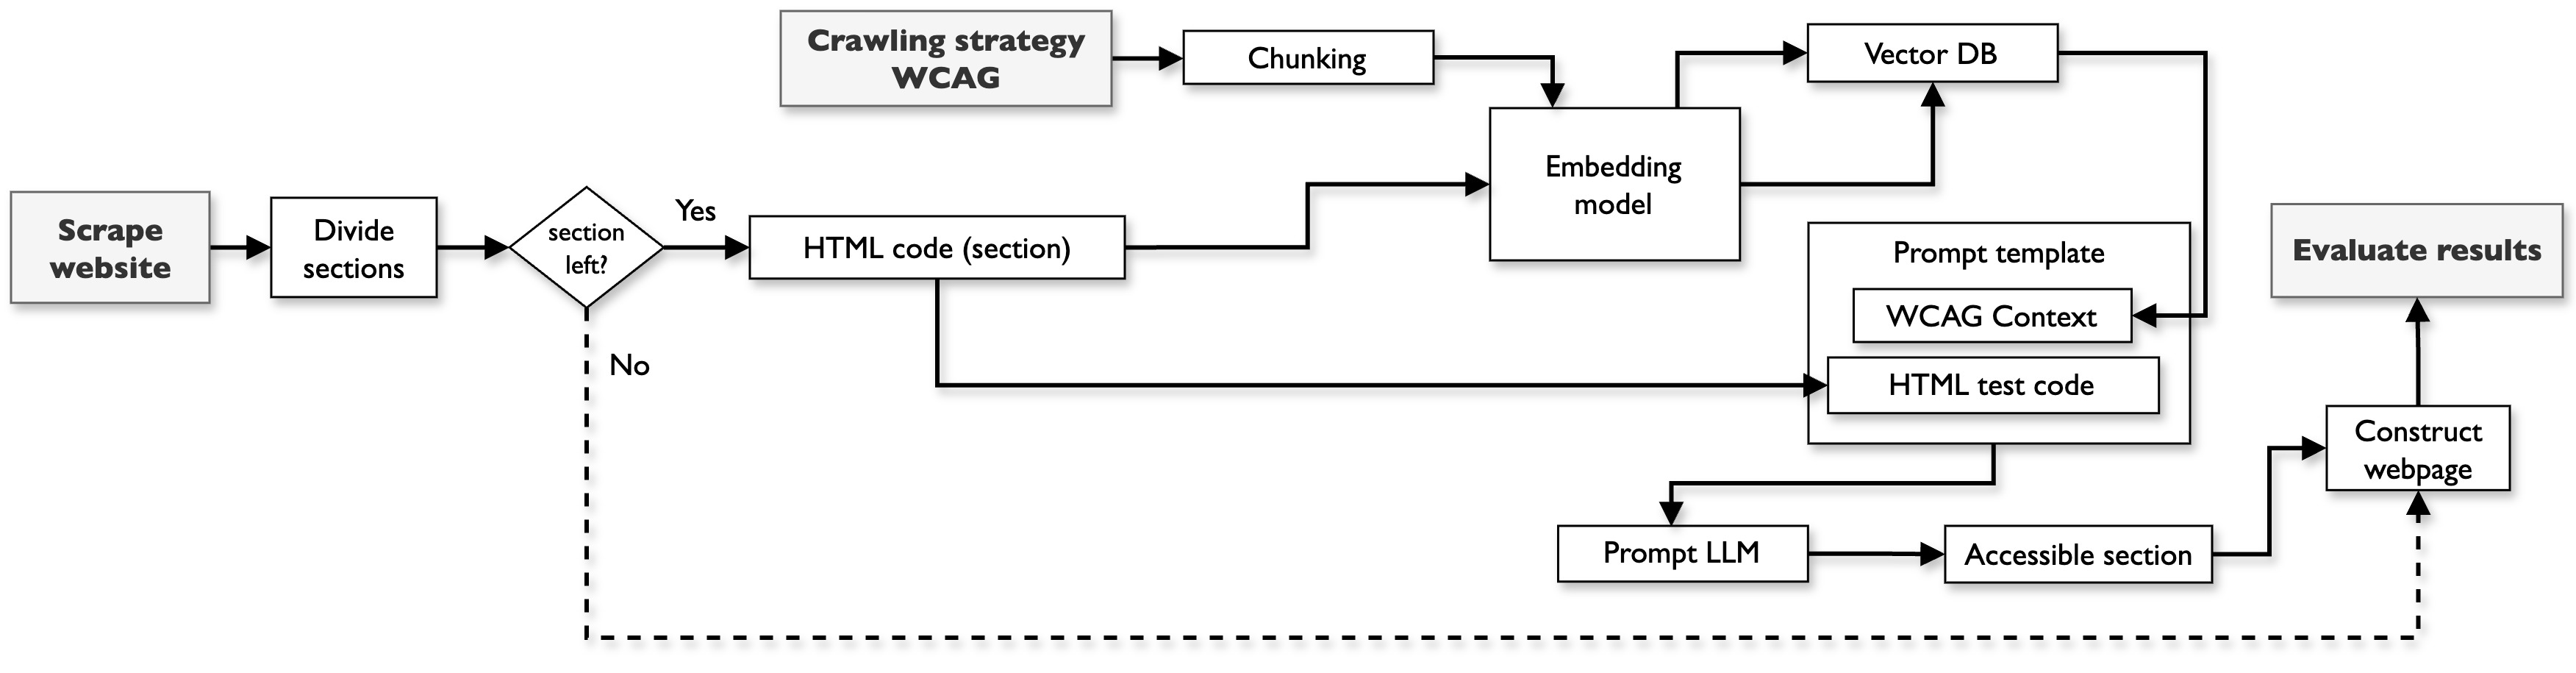 Crawling strategy
WCAG
Chunking
Vector DB
Embedding
model
Scrape
website
Divide
sections
section
left?
Yes
No
HTML code (section)
Prompt template
WCAG Context
HTML test code
Evaluate results
Construct
webpage
Prompt LLM
Accessible section